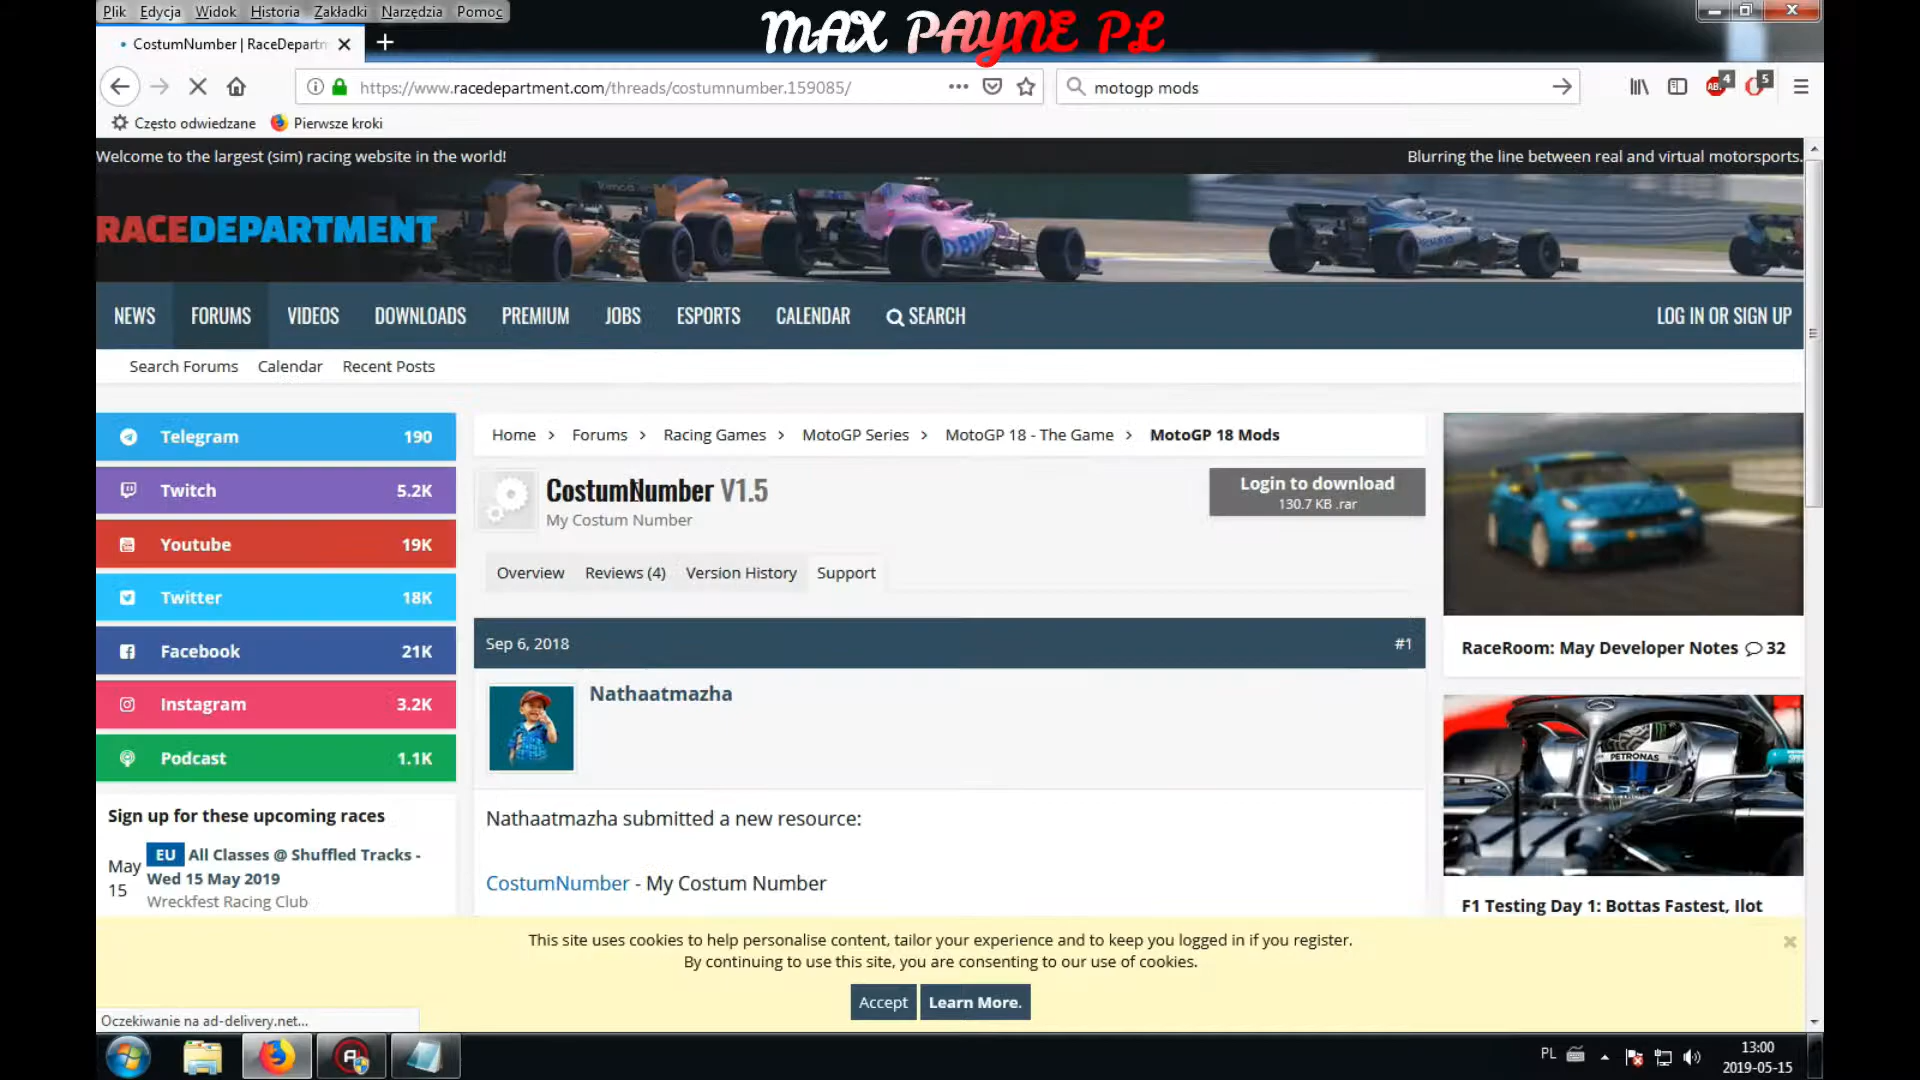 Plik Edycja Widok Historia Zakładki Narzędzia Pomoc
MAX PAYNE PL
CostumNumber | RaceDepartm
https://www.racedepartment.com/threads/costumnumber.159085/
motogp mods
4
5
Często odwiedzane Pierwsze kroki
Welcome to the largest (sim) racing website in the world!
Blurring the line between real and virtual motorsports.
RACEDEPARTMENT
NEWS FORUMS VIDEOS DOWNLOADS PREMIUM JOBS ESPORTS CALENDAR SEARCH LOG IN OR SIGN UP
Search Forums Calendar Recent Posts
Telegram 190
Twitch 5.2K
Youtube 19K
Twitter 18K
Facebook 21K
Instagram 3.2K
Podcast 1.1K
Sign up for these upcoming races
May 15
EU All Classes @ Shuffled Tracks -
Wed 15 May 2019
Wreckfest Racing Club
Home > Forums > Racing Games > MotoGP Series > MotoGP 18 - The Game > MotoGP 18 Mods
CostumNumber V1.5
My Costum Number
Login to download
130.7 KB .rar
Overview Reviews (4) Version History Support
Sep 6, 2018 #1
Nathaatmazha
Nathaatmazha submitted a new resource:
CostumNumber - My Costum Number
RaceRoom: May Developer Notes 32
PETRONAS
F1 Testing Day 1: Bottas Fastest, Ilot
This site uses cookies to help personalise content, tailor your experience and to keep you logged in if you register.
By continuing to use this site, you are consenting to our use of cookies.
Accept Learn More.
Oczekiwanie na ad-delivery.net...
PL
13:00
2019-05-15